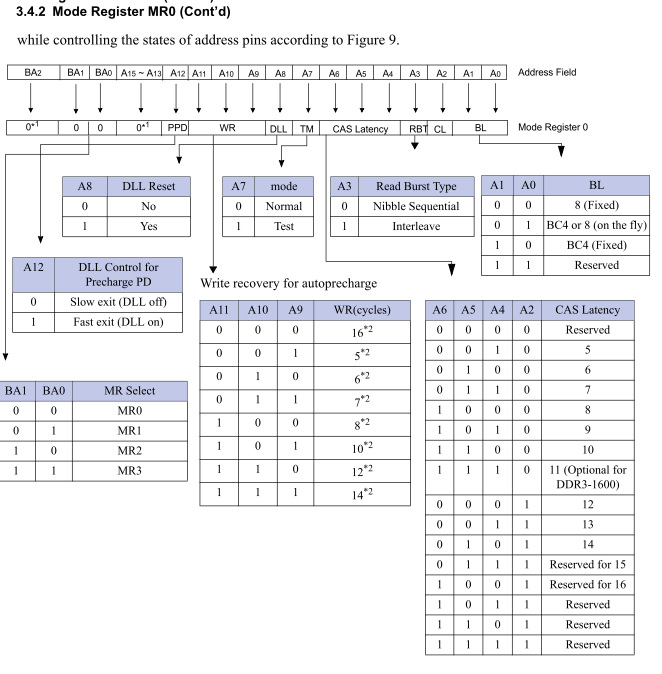 3.4.2 Mode Register MR0 (Cont'd)
while controlling the states of address pins according to Figure 9.
BA2 BA1 BA0 A15 ~ A13 A12 A11 A10 A9 A8 A7 A6 A5 A4 A3 A2 A1 A0 Address Field
0*1 0 0 0*1 PPD WR DLL TM CAS Latency RBT CL BL Mode Register 0
A8 DLL Reset
0 No
1 Yes
A7 mode
0 Normal
1 Test
A3 Read Burst Type
0 Nibble Sequential
1 Interleave
A1 A0 BL
0 0 8 (Fixed)
0 1 BC4 or 8 (on the fly)
1 0 BC4 (Fixed)
1 1 Reserved
A12 DLL Control for
Precharge PD
0 Slow exit (DLL off)
1 Fast exit (DLL on)
Write recovery for autoprecharge
A11 A10 A9 WR(cycles)
0 0 0 16*2
0 0 1 5*2
0 1 0 6*2
0 1 1 7*2
1 0 0 8*2
1 0 1 10*2
1 1 0 12*2
1 1 1 14*2
A6 A5 A4 A2 CAS Latency
0 0 0 0 Reserved
0 0 1 0 5
0 1 0 0 6
0 1 1 0 7
1 0 0 0 8
1 0 1 0 9
1 1 0 0 10
1 1 1 0 11 (Optional for
DDR3-1600)
0 0 0 1 12
0 0 1 1 13
0 1 0 1 14
0 1 1 1 Reserved for 15
1 0 0 1 Reserved for 16
1 0 1 1 Reserved
1 1 0 1 Reserved
1 1 1 1 Reserved
BA1 BA0 MR Select
0 0 MR0
0 1 MR1
1 0 MR2
1 1 MR3